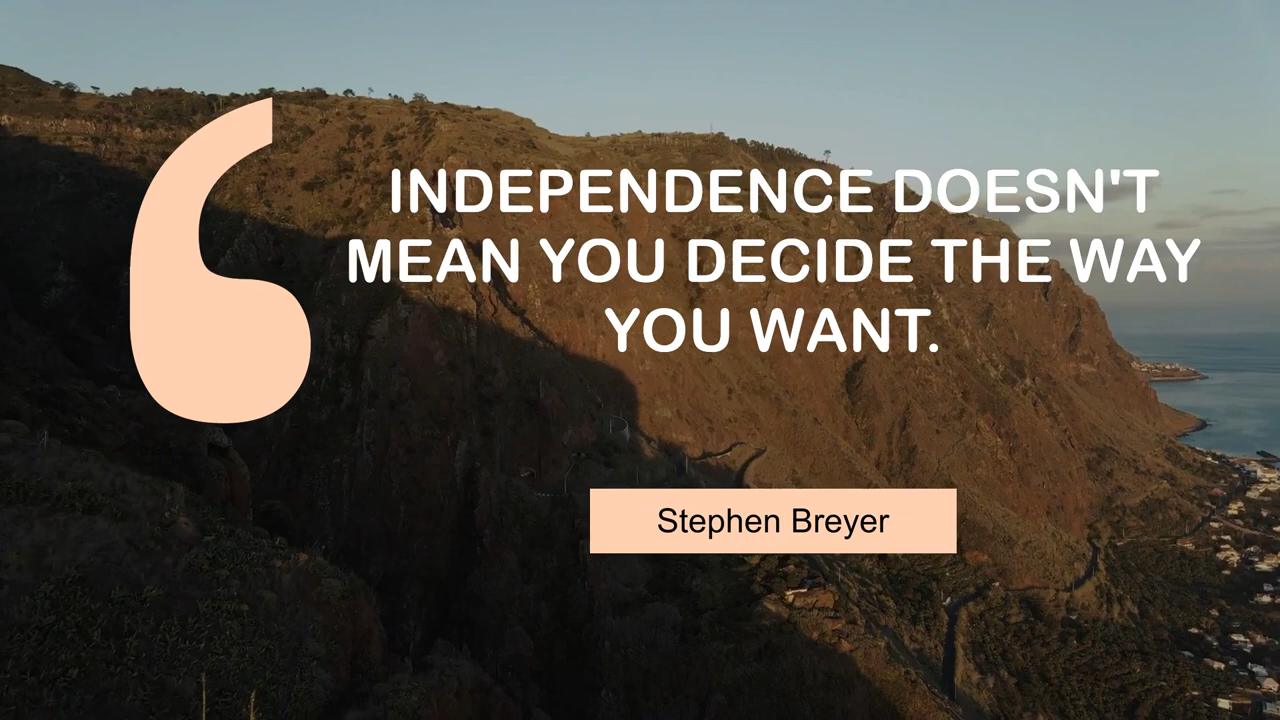 INDEPENDENCE DOESN'T
MEAN YOU DECIDE THE WAY
YOU WANT.
Stephen Breyer